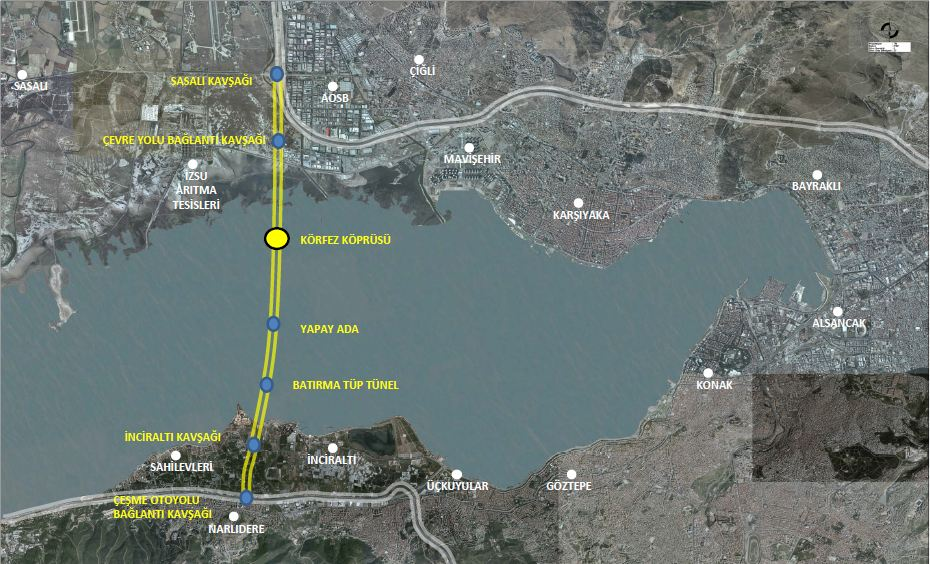 SASALI
SASALI KAVŞAĞI
AOSB
ÇİĞLİ
ÇEVRE YOLU BAĞLANTI KAVŞAĞI
İZSU
ARITMA
TESİSLERİ
MAVİŞEHİR
BAYRAKLI
KARŞIYAKA
KÖRFEZ KÖPRÜSÜ
YAPAY ADA
ALSANCAK
BATIRMA TÜP TÜNEL
KONAK
İNCİRALTI KAVŞAĞI
SAHİLEVLERİ
İNCİRALTI
ÜÇKUYULAR
GÖZTEPE
ÇEŞME OTOYOLU
BAĞLANTI KAVŞAĞI
NARLIDERE